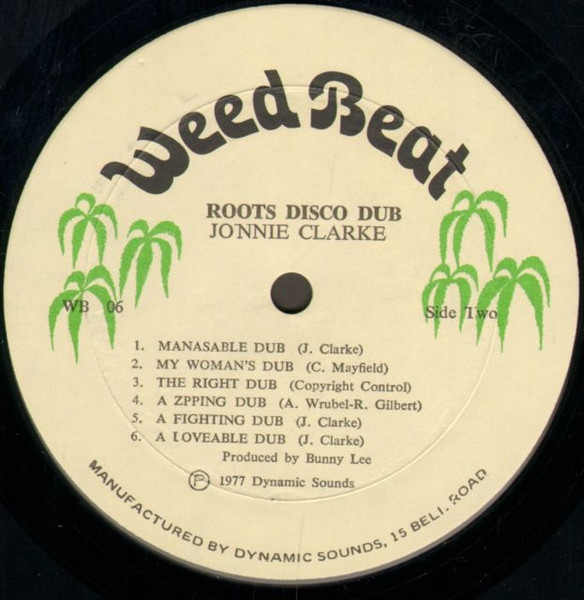 Weed Beat
ROOTS DISCO DUB
JONNIE CLARKE
WB 06
Side Two
1. MANASABLE DUB (J. Clarke)
2. MY WOMAN'S DUB (C. Mayfield)
3. THE RIGHT DUB (Copyright Control)
4. A ZPPING DUB (A. Wrubel-R. Gilbert)
5. A FIGHTING DUB (J. Clarke)
6. A LOVEABLE DUB (J. Clarke)
Produced by Bunny Lee
Ⓟ 1977 Dynamic Sounds
MANUFACTURED BY DYNAMIC SOUNDS, 15 BELL ROAD